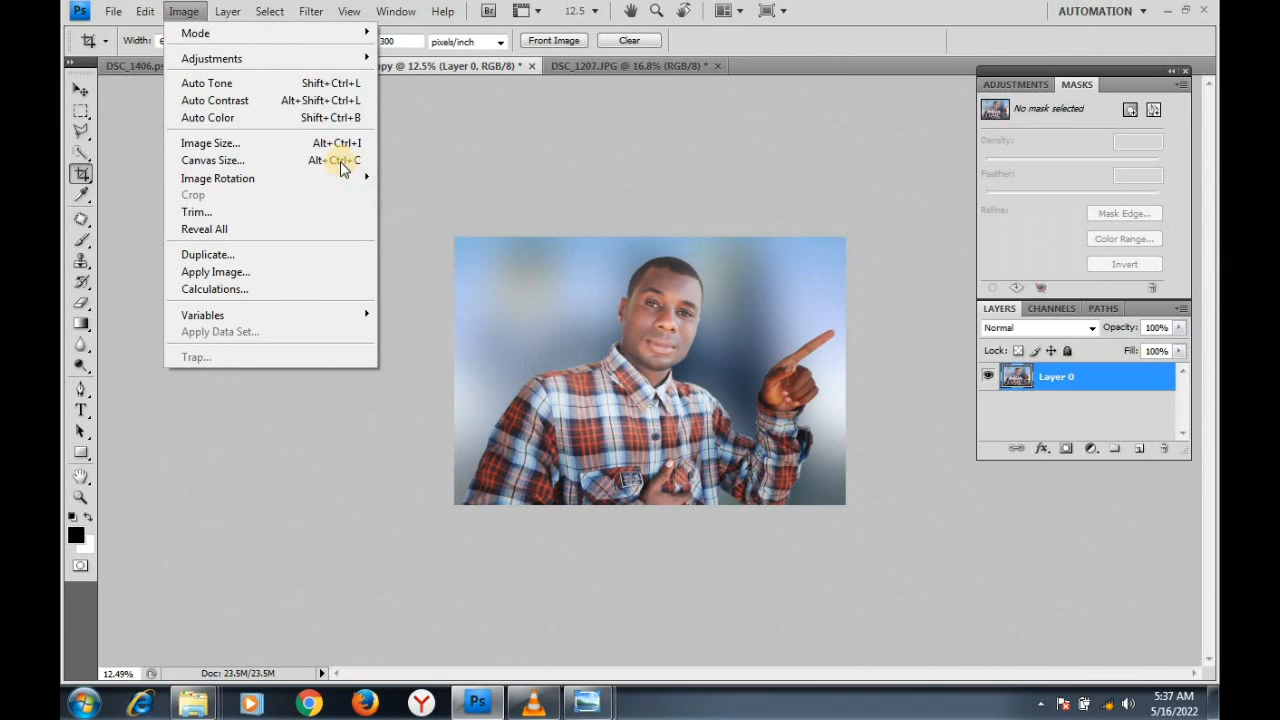 Ps File Edit Image Layer Select Filter View Window Help Br 12.5 AUTOMATION
Width: 300 pixels/inch Front Image Clear
DSC_1406.ps opy @ 12.5% (Layer 0, RGB/8) * DSC_1207.JPG @ 16.8% (RGB/8) *
Mode
Adjustments
Auto Tone Shift+Ctrl+L
Auto Contrast Alt+Shift+Ctrl+L
Auto Color Shift+Ctrl+B
Image Size... Alt+Ctrl+I
Canvas Size... Alt+Ctrl+C
Image Rotation
Crop
Trim...
Reveal All
Duplicate...
Apply Image...
Calculations...
Variables
Apply Data Set...
Trap...
ADJUSTMENTS MASKS
No mask selected
Density:
Feather:
Refine: Mask Edge...
Color Range...
Invert
LAYERS CHANNELS PATHS
Normal Opacity: 100%
Lock: Fill: 100%
Layer 0
12.49% Doc: 23.5M/23.5M
Ps
5:37 AM
5/16/2022